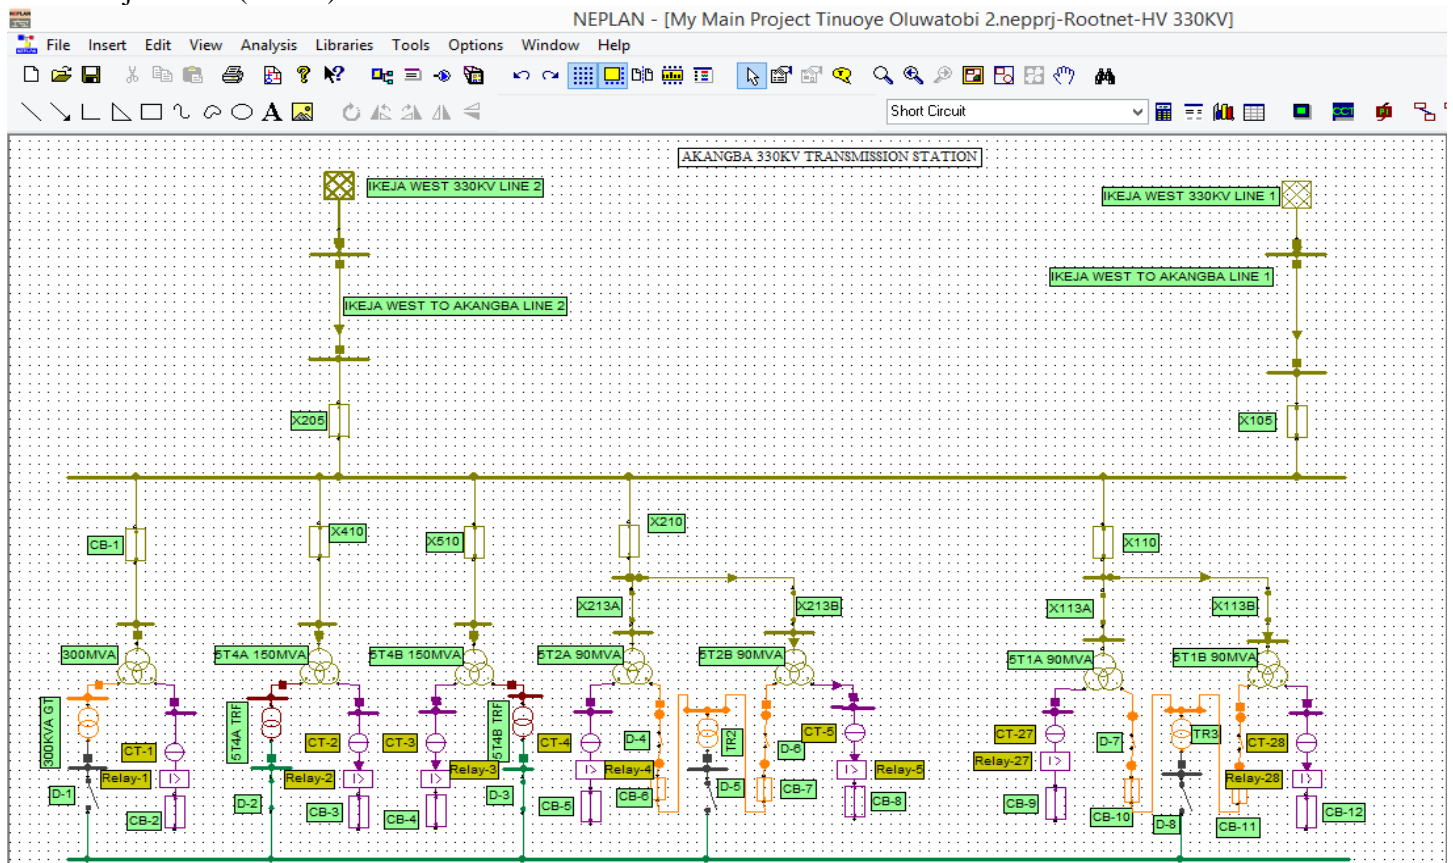 NEPLAN - [My Main Project Tinuoye Oluwatobi 2.nepprj-Rootnet-HV 330KV]
File Insert Edit View Analysis Libraries Tools Options Window Help
Short Circuit
AKANGBA 330KV TRANSMISSION STATION
IKEJA WEST 330KV LINE 2
IKEJA WEST 330KV LINE 1
IKEJA WEST TO AKANGBA LINE 1
IKEJA WEST TO AKANGBA LINE 2
X205
X105
X210
X410
X510
CB-1
X110
X213A
X213B
X113A
X113B
300MVA
5T4A 150MVA
5T4B 150MVA
5T2A 90MVA
5T2B 90MVA
5T1A 90MVA
5T1B 90MVA
300KVA GT
5T4A TRF
5T4B TRF
CT-1
CT-2
CT-3
CT-4
D-4
TR2
D-6
CT-5
CT-27
D-7
TR3
CT-28
Relay-1
Relay-2
Relay-3
Relay-4
Relay-5
Relay-27
Relay-28
D-1
D-2
D-3
D-5
D-8
CB-2
CB-3
CB-4
CB-5
CB-6
CB-7
CB-8
CB-9
CB-10
CB-11
CB-12